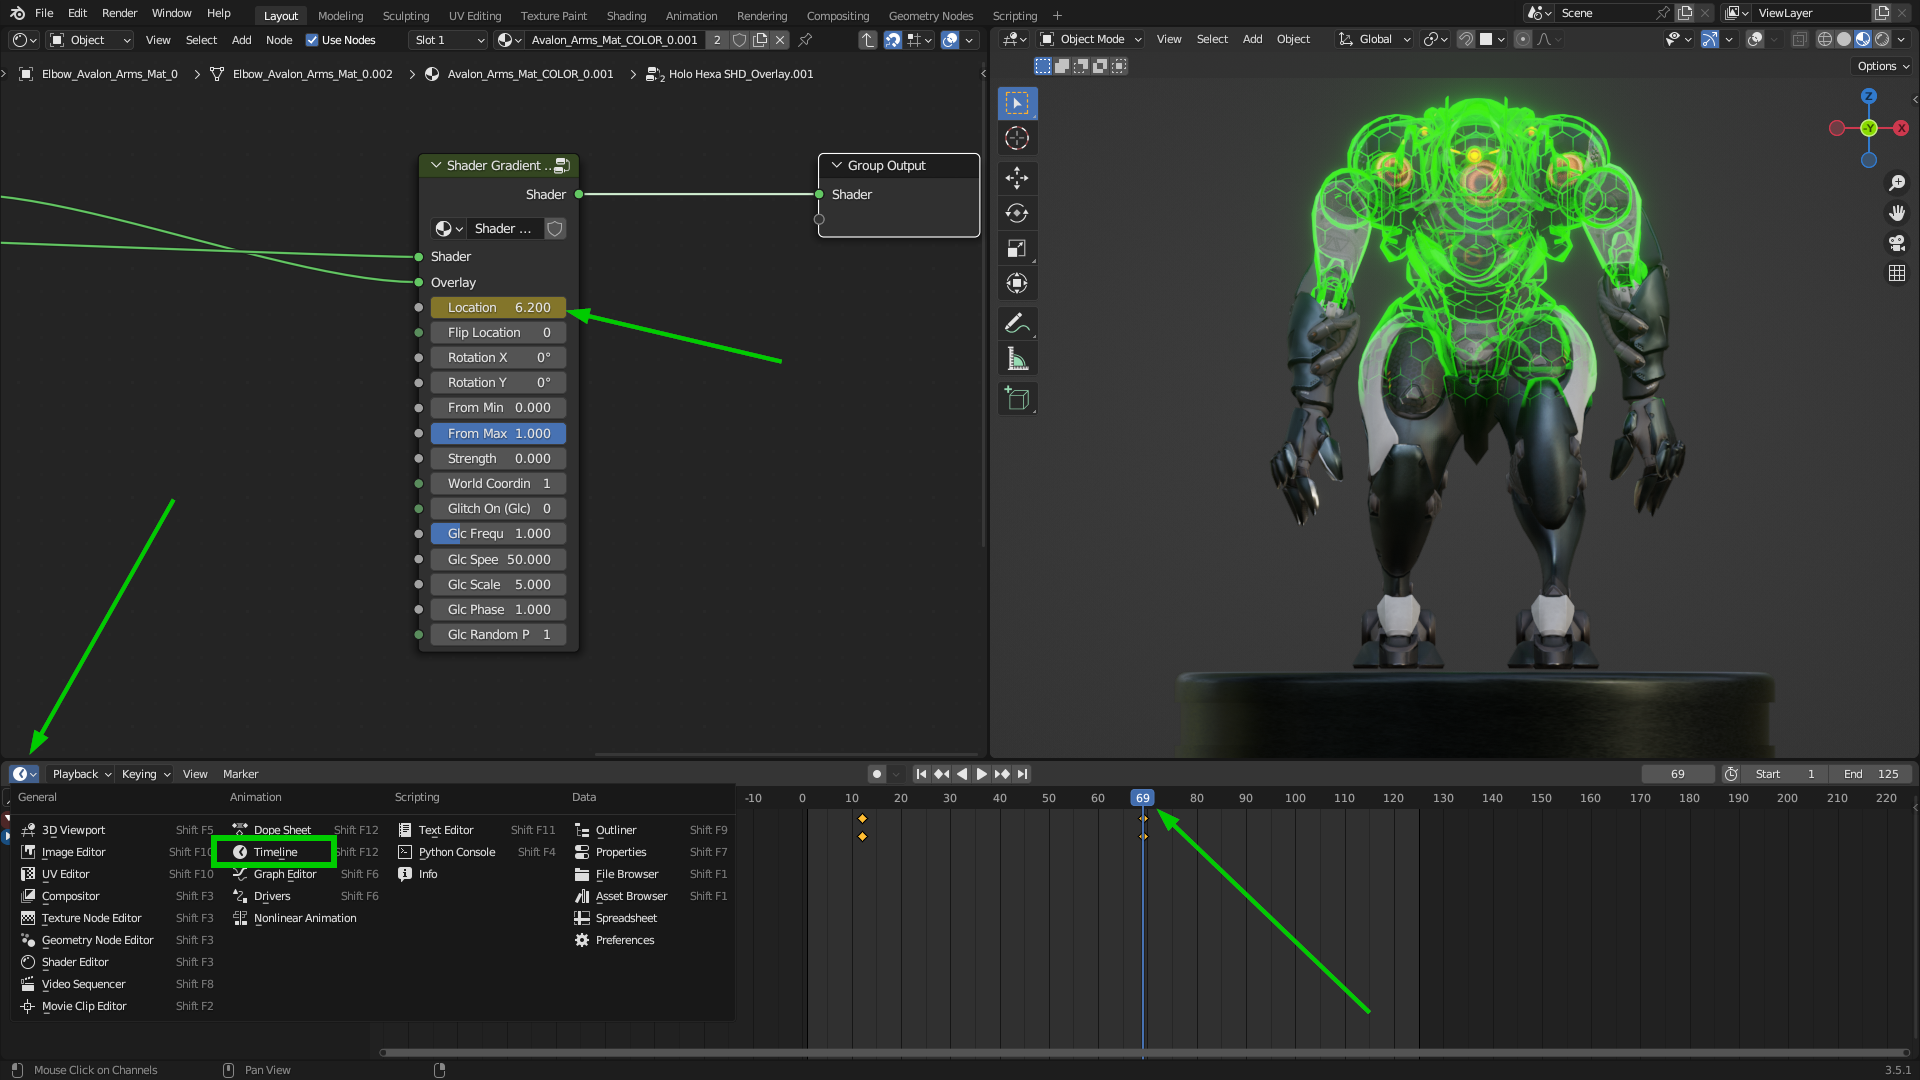 File Edit Render Window Help Layout Modeling Sculpting UV Editing Texture Paint Shading Animation Rendering Compositing Geometry Nodes Scripting + Scene ViewLayer
Object View Select Add Node Use Nodes Slot 1 Avalon_Arms_Mat_COLOR_0.001 2
Object Mode View Select Add Object Global
Options
Elbow_Avalon_Arms_Mat_0 Elbow_Avalon_Arms_Mat_0.002 Avalon_Arms_Mat_COLOR_0.001 2 Holo Hexa SHD_Overlay.001
Z
-Y X
Shader Gradient ..
Shader
Shader ...
Shader
Overlay
Location 6.200
Flip Location 0
Rotation X 0°
Rotation Y 0°
From Min 0.000
From Max 1.000
Strength 0.000
World Coordin 1
Glitch On (Glc) 0
Glc Frequ 1.000
Glc Spee 50.000
Glc Scale 5.000
Glc Phase 1.000
Glc Random P 1
Group Output
Shader
Playback Keying View Marker 69 Start 1 End 125
-10 0 10 20 30 40 50 60 69 80 90 100 110 120 130 140 150 160 170 180 190 200 210 220
General
3D Viewport Shift F5
Image Editor Shift F10
UV Editor Shift F10
Compositor Shift F3
Texture Node Editor Shift F3
Geometry Node Editor Shift F3
Shader Editor Shift F3
Video Sequencer Shift F8
Movie Clip Editor Shift F2
Animation
Dope Sheet Shift F12
Timeline Shift F12
Graph Editor Shift F6
Drivers Shift F6
Nonlinear Animation
Scripting
Text Editor Shift F11
Python Console Shift F4
Info
Data
Outliner Shift F9
Properties Shift F7
File Browser Shift F1
Asset Browser Shift F1
Spreadsheet
Preferences
Mouse Click on Channels Pan View 3.5.1